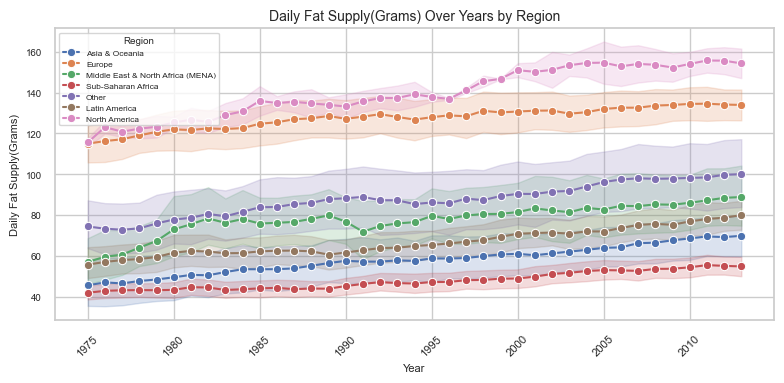 Daily Fat Supply(Grams) Over Years by Region
Daily Fat Supply(Grams)
160
140
120
100
80
60
40
Region
Asia & Oceania
Europe
Middle East & North Africa (MENA)
Sub-Saharan Africa
Other
Latin America
North America
1975
1980
1985
1990
1995
2000
2005
2010
Year